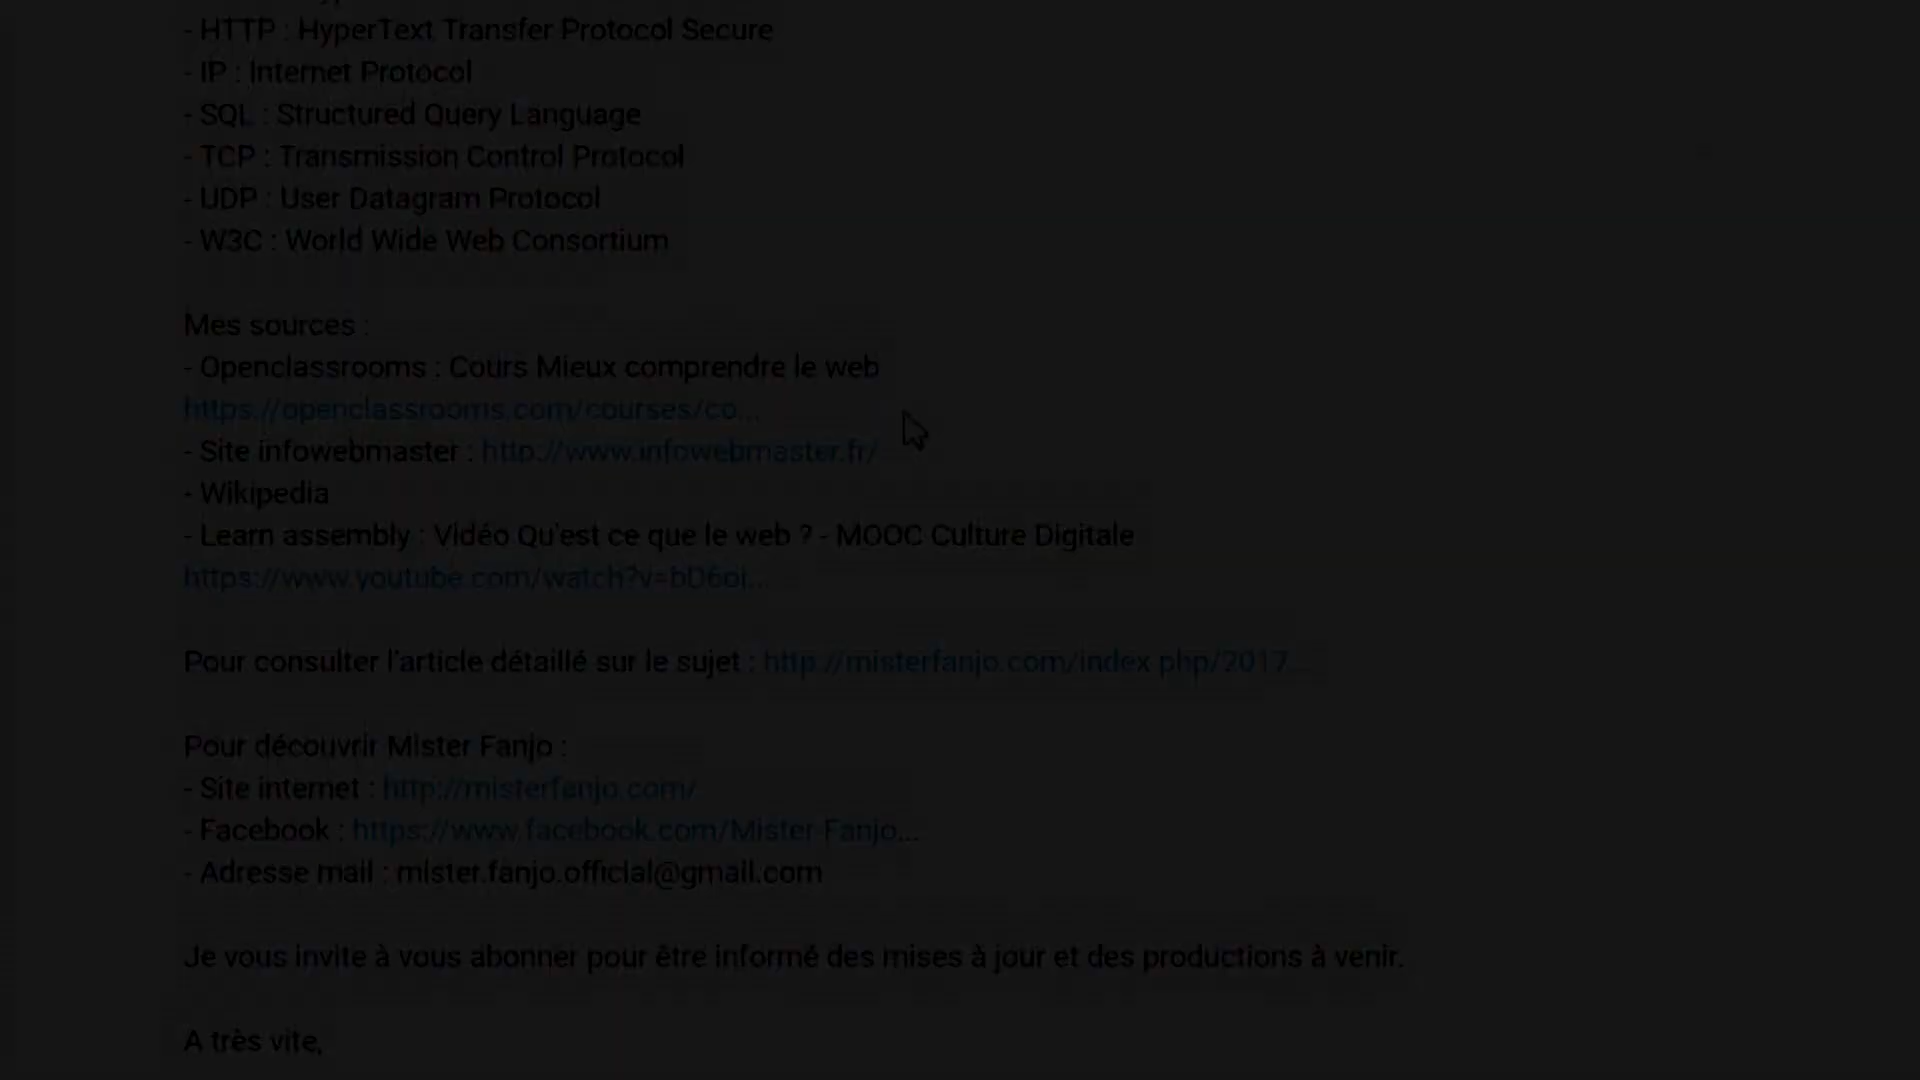 - HTTP : HyperText Transfer Protocol Secure
- IP : Internet Protocol
- SQL : Structured Query Language
- TCP : Transmission Control Protocol
- UDP : User Datagram Protocol
- W3C : World Wide Web Consortium
Mes sources :
- Openclassrooms : Cours Mieux comprendre le web
https://openclassrooms.com/courses/co...
- Site infowebmaster : http://www.infowebmaster.fr/
- Wikipedia
- Learn assembly : Vidéo Qu'est ce que le web ? - MOOC Culture Digitale
https://www.youtube.com/watch?v=bD6oj...
Pour consulter l'article détaillé sur le sujet : http://misterfanjo.com/index.php/2017...
Pour découvrir Mister Fanjo :
- Site internet : http://misterfanjo.com/
- Facebook : https://www.facebook.com/Mister-Fanjo...
- Adresse mail : mister.fanjo.official@gmail.com
Je vous invite à vous abonner pour être informé des mises à jour et des productions à venir.
A très vite,